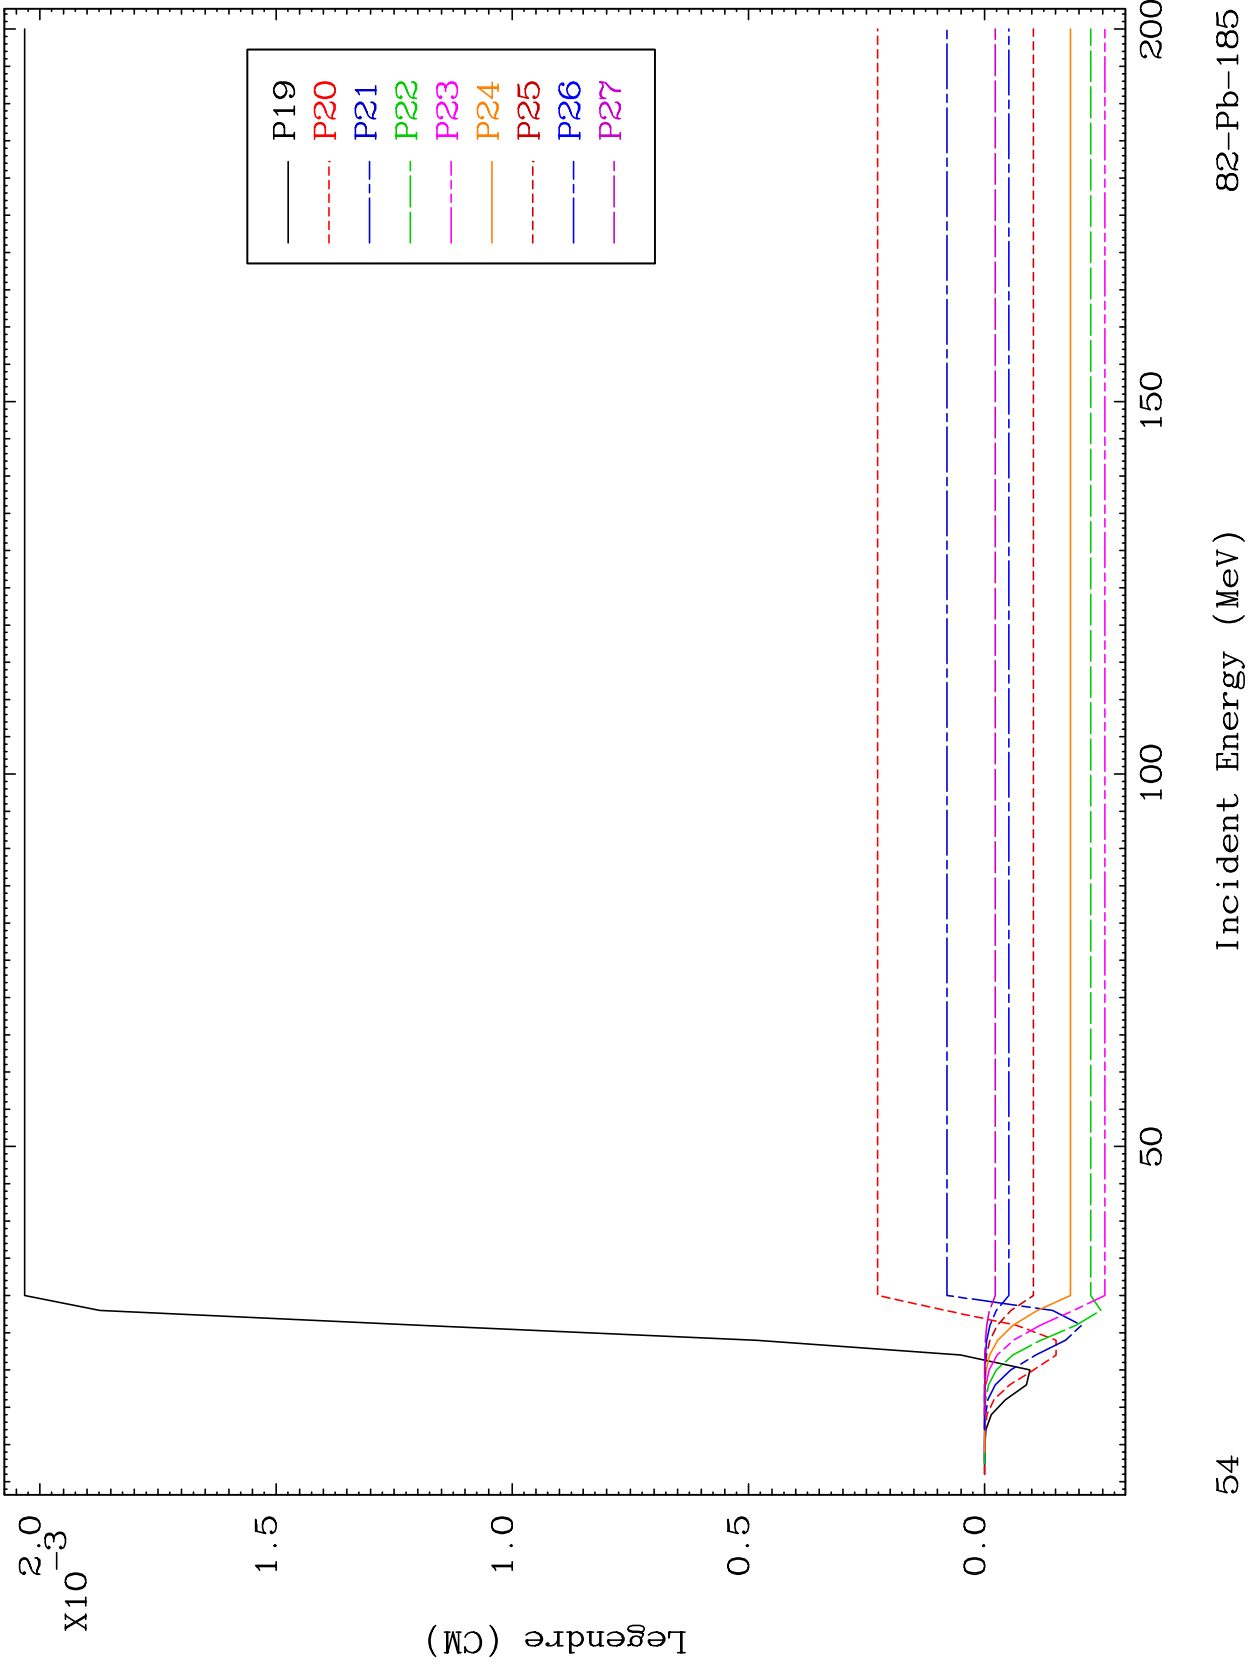 X10-3
2.0
1.5
1.0
0.5
0.0
Legendre (CM)
P19
P20
P21
P22
P23
P24
P25
P26
P27
50
100
150
200
Incident Energy (MeV)
54
82-Pb-185